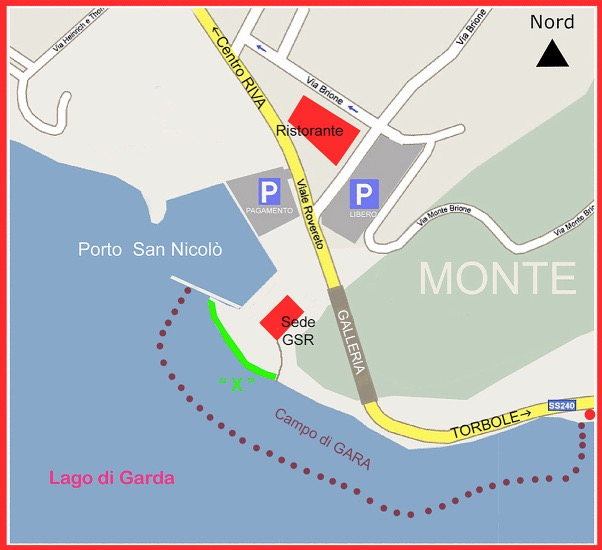 Nord
Via Heinrich e Thom
Via Brione
←Centro RIVA
Via Brione
Ristorante
P
PAGAMENTO
P
LIBERO
Viale Rovereto
Via Monte Brione
Via Monte Brione
Porto San Nicolò
MONTE
Sede
GSR
GALLERIA
"X"
SS240
TORBOLE→
Campo di GARA
Lago di Garda